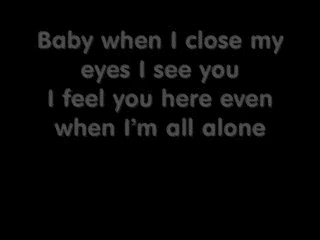 Baby when I close my
eyes I see you
I feel you here even
when I'm all alone